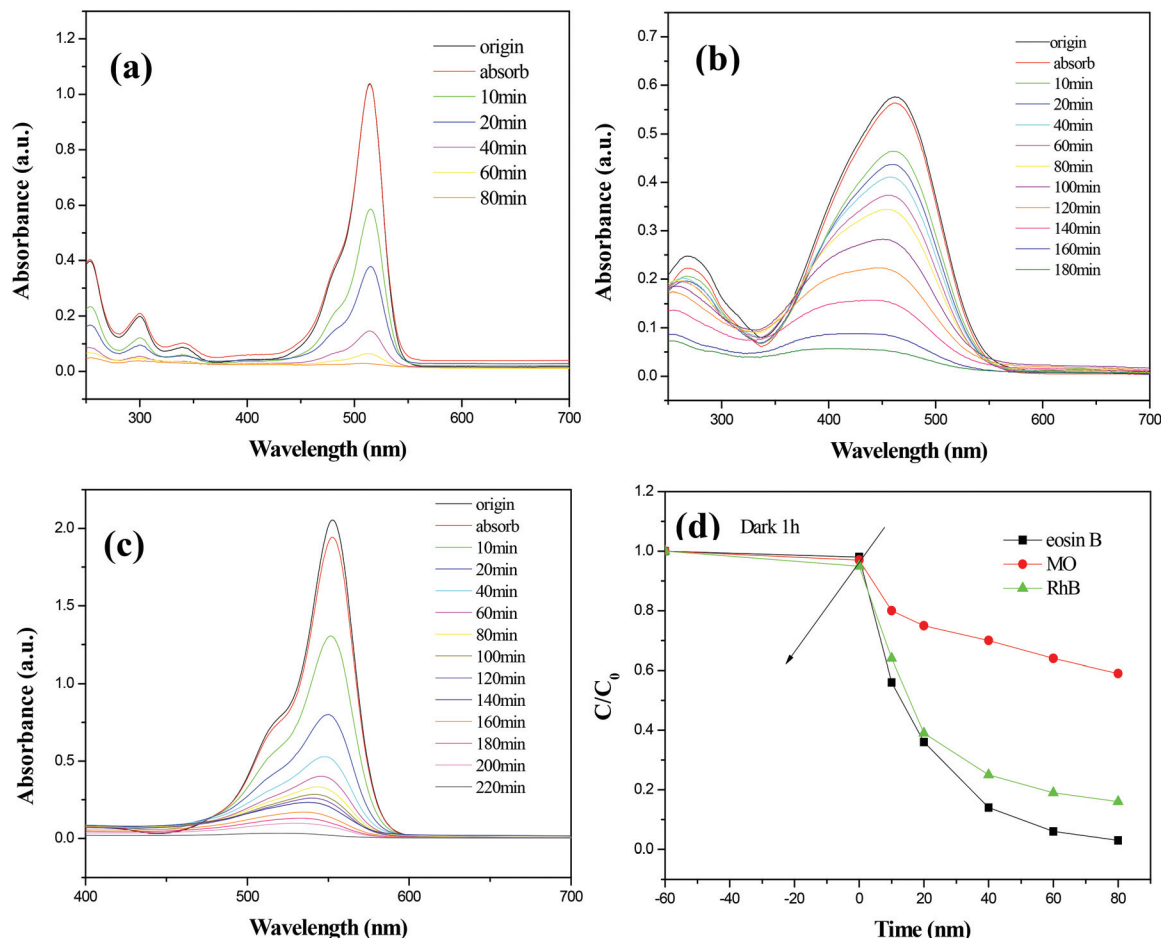 (a)
origin
absorb
10min
20min
40min
60min
80min
Absorbance (a.u.)
1.2
1.0
0.8
0.6
0.4
0.2
0.0
300
400
500
600
700
Wavelength (nm)
(b)
origin
absorb
10min
20min
40min
60min
80min
100min
120min
140min
160min
180min
Absorbance (a.u.)
0.7
0.6
0.5
0.4
0.3
0.2
0.1
0.0
300
400
500
600
700
Wavelength (nm)
(c)
origin
absorb
10min
20min
40min
60min
80min
100min
120min
140min
160min
180min
200min
220min
Absorbance (a.u.)
2.0
1.5
1.0
0.5
0.0
400
500
600
700
Wavelength (nm)
(d)
Dark 1h
eosin B
MO
RhB
C/C0
1.2
1.0
0.8
0.6
0.4
0.2
0.0
-60
-40
-20
0
20
40
60
80
Time (nm)